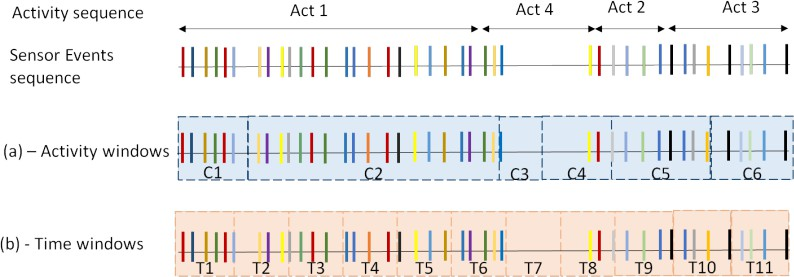 Activity sequence
Act 1 Act 4 Act 2 Act 3
Sensor Events
sequence
(a) – Activity windows
C1 C2 C3 C4 C5 C6
(b) - Time windows
T1 T2 T3 T4 T5 T6 T7 T8 T9 T10 T11